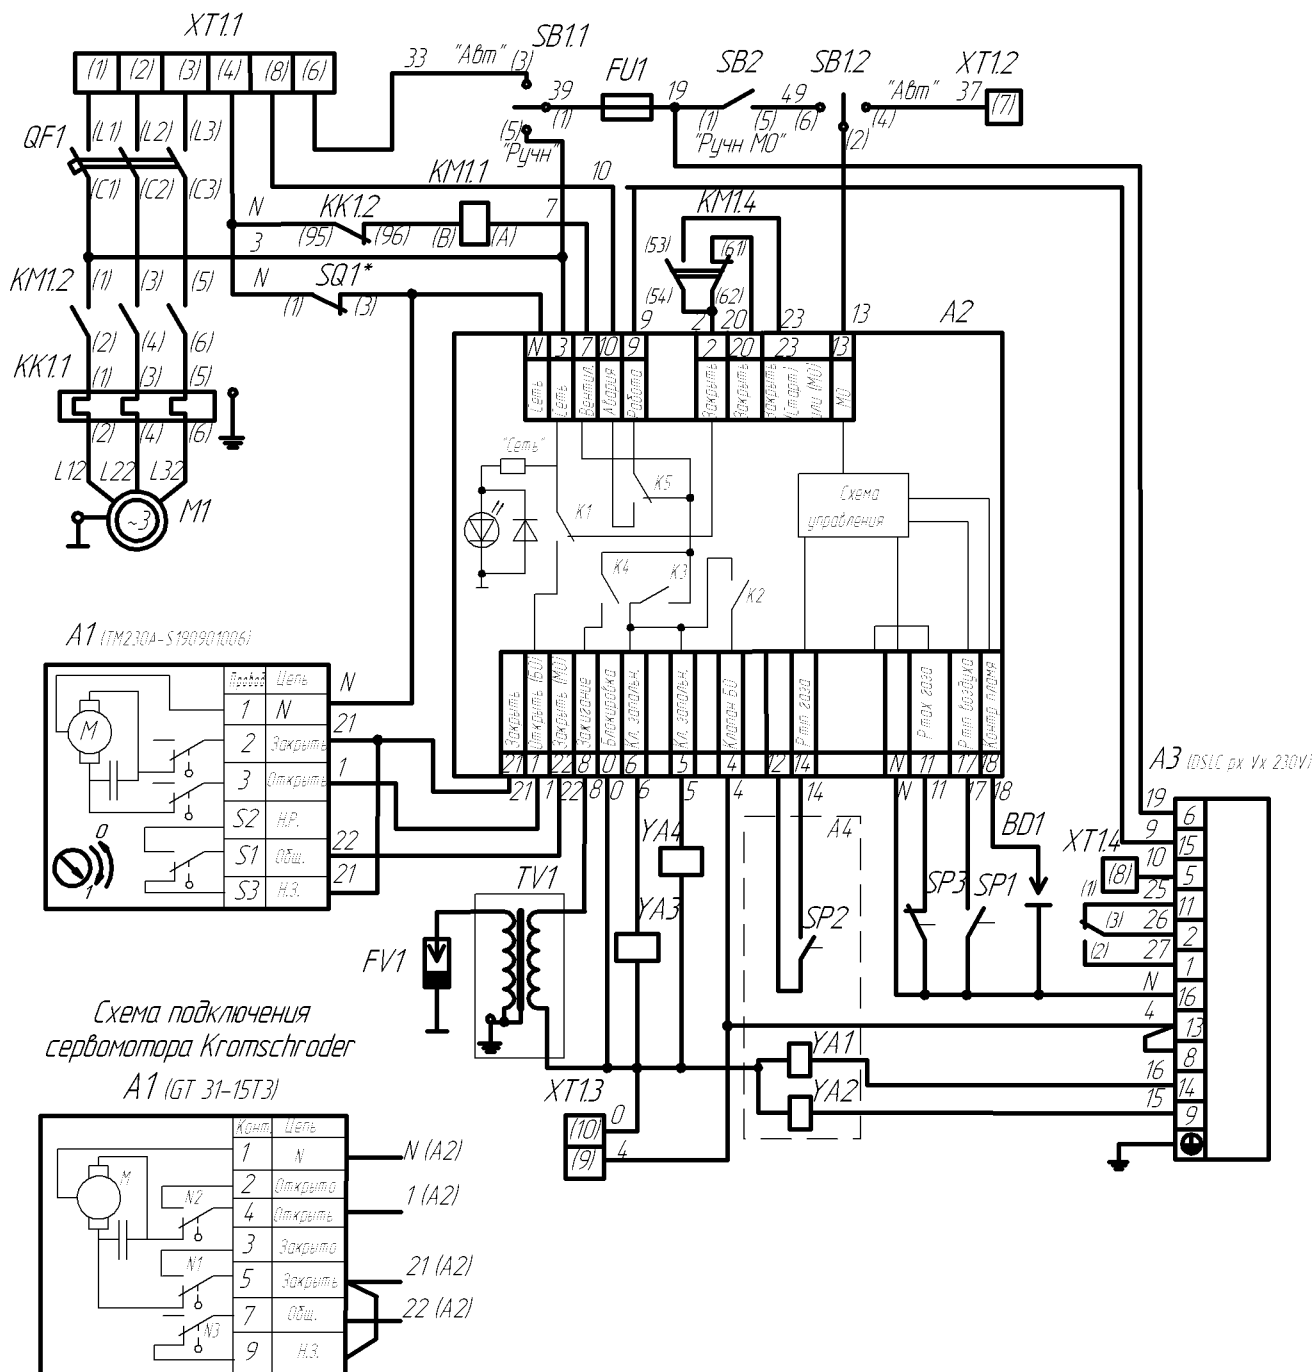 XT1.1
(1) (2) (3) (4) (8) (6)
33 "Авт" (3) SB1.1
39 (1) FU1 19 SB2 49 SB1.2 "Авт" 37 XT1.2
(7)
(1) (5) (6) (4)
(5) "Ручн" "Ручн МО" (2)
QF1 (L1) (L2) (L3)
(C1) (C2) (C3)
KM1.1 10
N KK1.2 7 KM1.4
(95) (96) (B) (A)
3
(53) (61)
N SQ1*
(1) (3)
(54) (62)
KM1.2 (1) (3) (5)
(2) (4) (6)
9 2 20 23 13 A2
KK1.1 (1) (3) (5)
(2) (4) (6)
L12 L22 L32
~3 M1
N 3 7 10 9 2 20 23 13
Сеть
Сеть
Вентил.
Авария
Работа
Закрыть
Закрыть
Закрыть
(Старт)
или (МО)
МО
"Сеть"
K5
K1
K4
K3
K2
Схема
управления
Закрыть
Открыть (БО)
Закрыть (МО)
Зажигание
Блокировка
Кл. запальн.
Кл. запальн.
Клапан БО
Pmin газа
Pmax газа
Pmin воздуха
Контр пламя
21 1 22 8 0 6 5 4 12 14 N 11 17 18
21 1 22 8 0 6 5 4 14 N 11 17 18
A1 (TM230A-S190901006)
Провод Цепь
1 N N
2 Закрыть 21
3 Открыть 1
S2 Н.Р.
S1 Общ. 22
S3 Н.З. 21
M
0
1
FV1
TV1
YA4
YA3
A4
SP2
SP3
SP1
BD1
YA1
YA2
XT1.4
(8)
A3 (DSLC px Vx 230V)
19 6
9 15
10 5
25 11
26 2
27 1
N 16
4 13
8
16 14
15 9
(1)
(3)
(2)
XT1.3
(10) 0
(9) 4
Схема подключения
сервомотора Kromschroder
A1 (GT 31-15T3)
Конт. Цепь
1 N N (A2)
2 Открыто
4 Открыть 1 (A2)
3 Закрыто
5 Закрыть 21 (A2)
7 Общ. 22 (A2)
9 Н.З.
M
N2
N1
N3